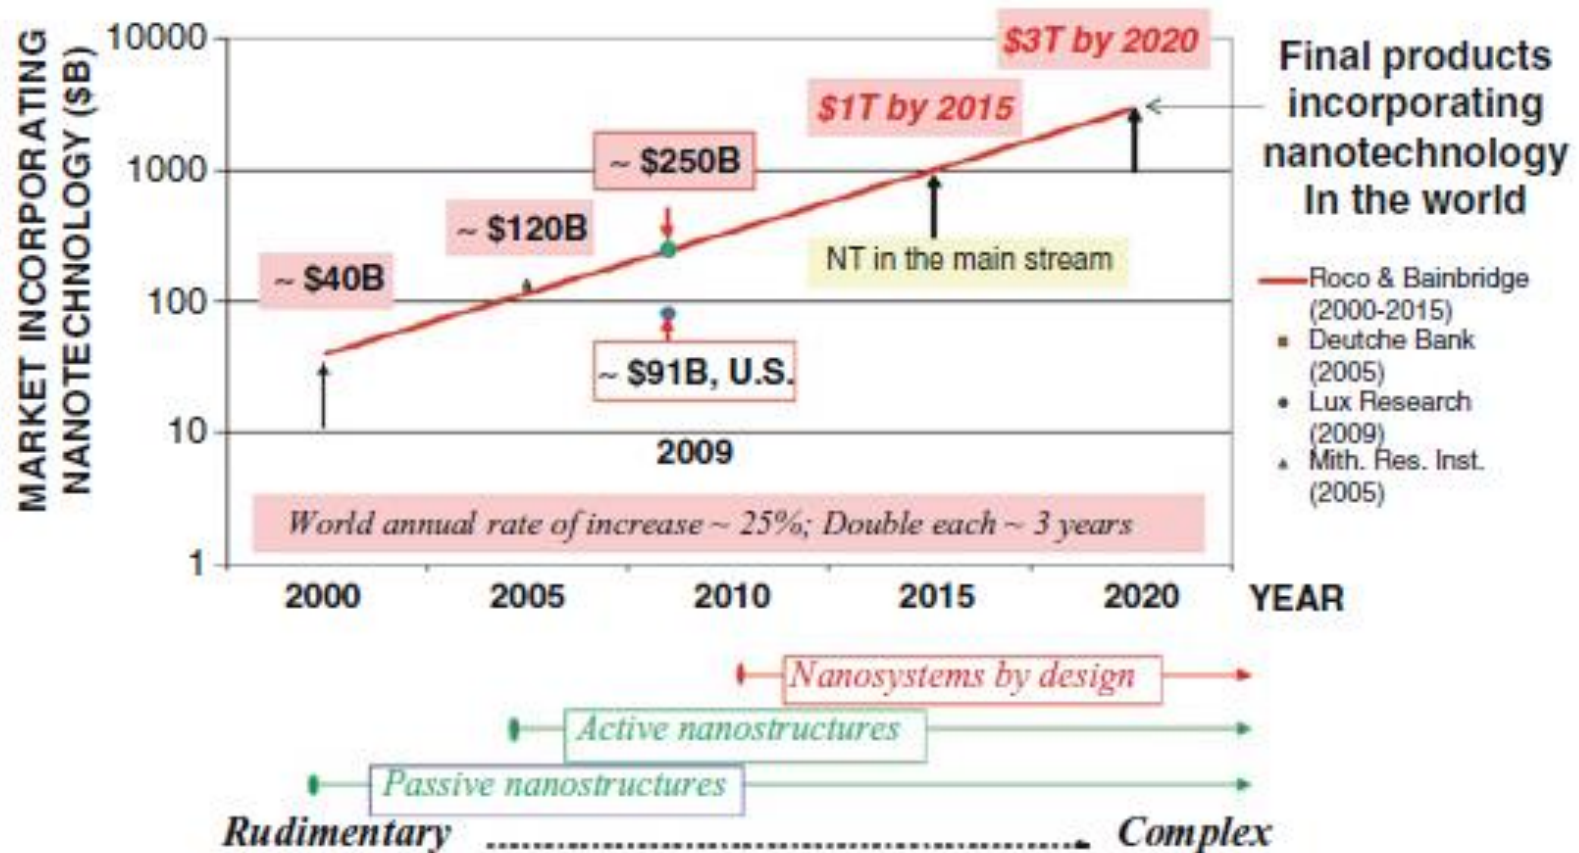 MARKET INCORPORATING
NANOTECHNOLOGY ($B)
10000
1000
100
10
1
$3T by 2020
$1T by 2015
~ $250B
~ $120B
~ $40B
NT in the main stream
~ $91B, U.S.
2009
World annual rate of increase ~ 25%; Double each ~ 3 years
2000 2005 2010 2015 2020 YEAR
Final products
incorporating
nanotechnology
In the world
Roco & Bainbridge
(2000-2015)
Deutche Bank
(2005)
Lux Research
(2009)
Mith. Res. Inst.
(2005)
Nanosystems by design
Active nanostructures
Passive nanostructures
Rudimentary Complex